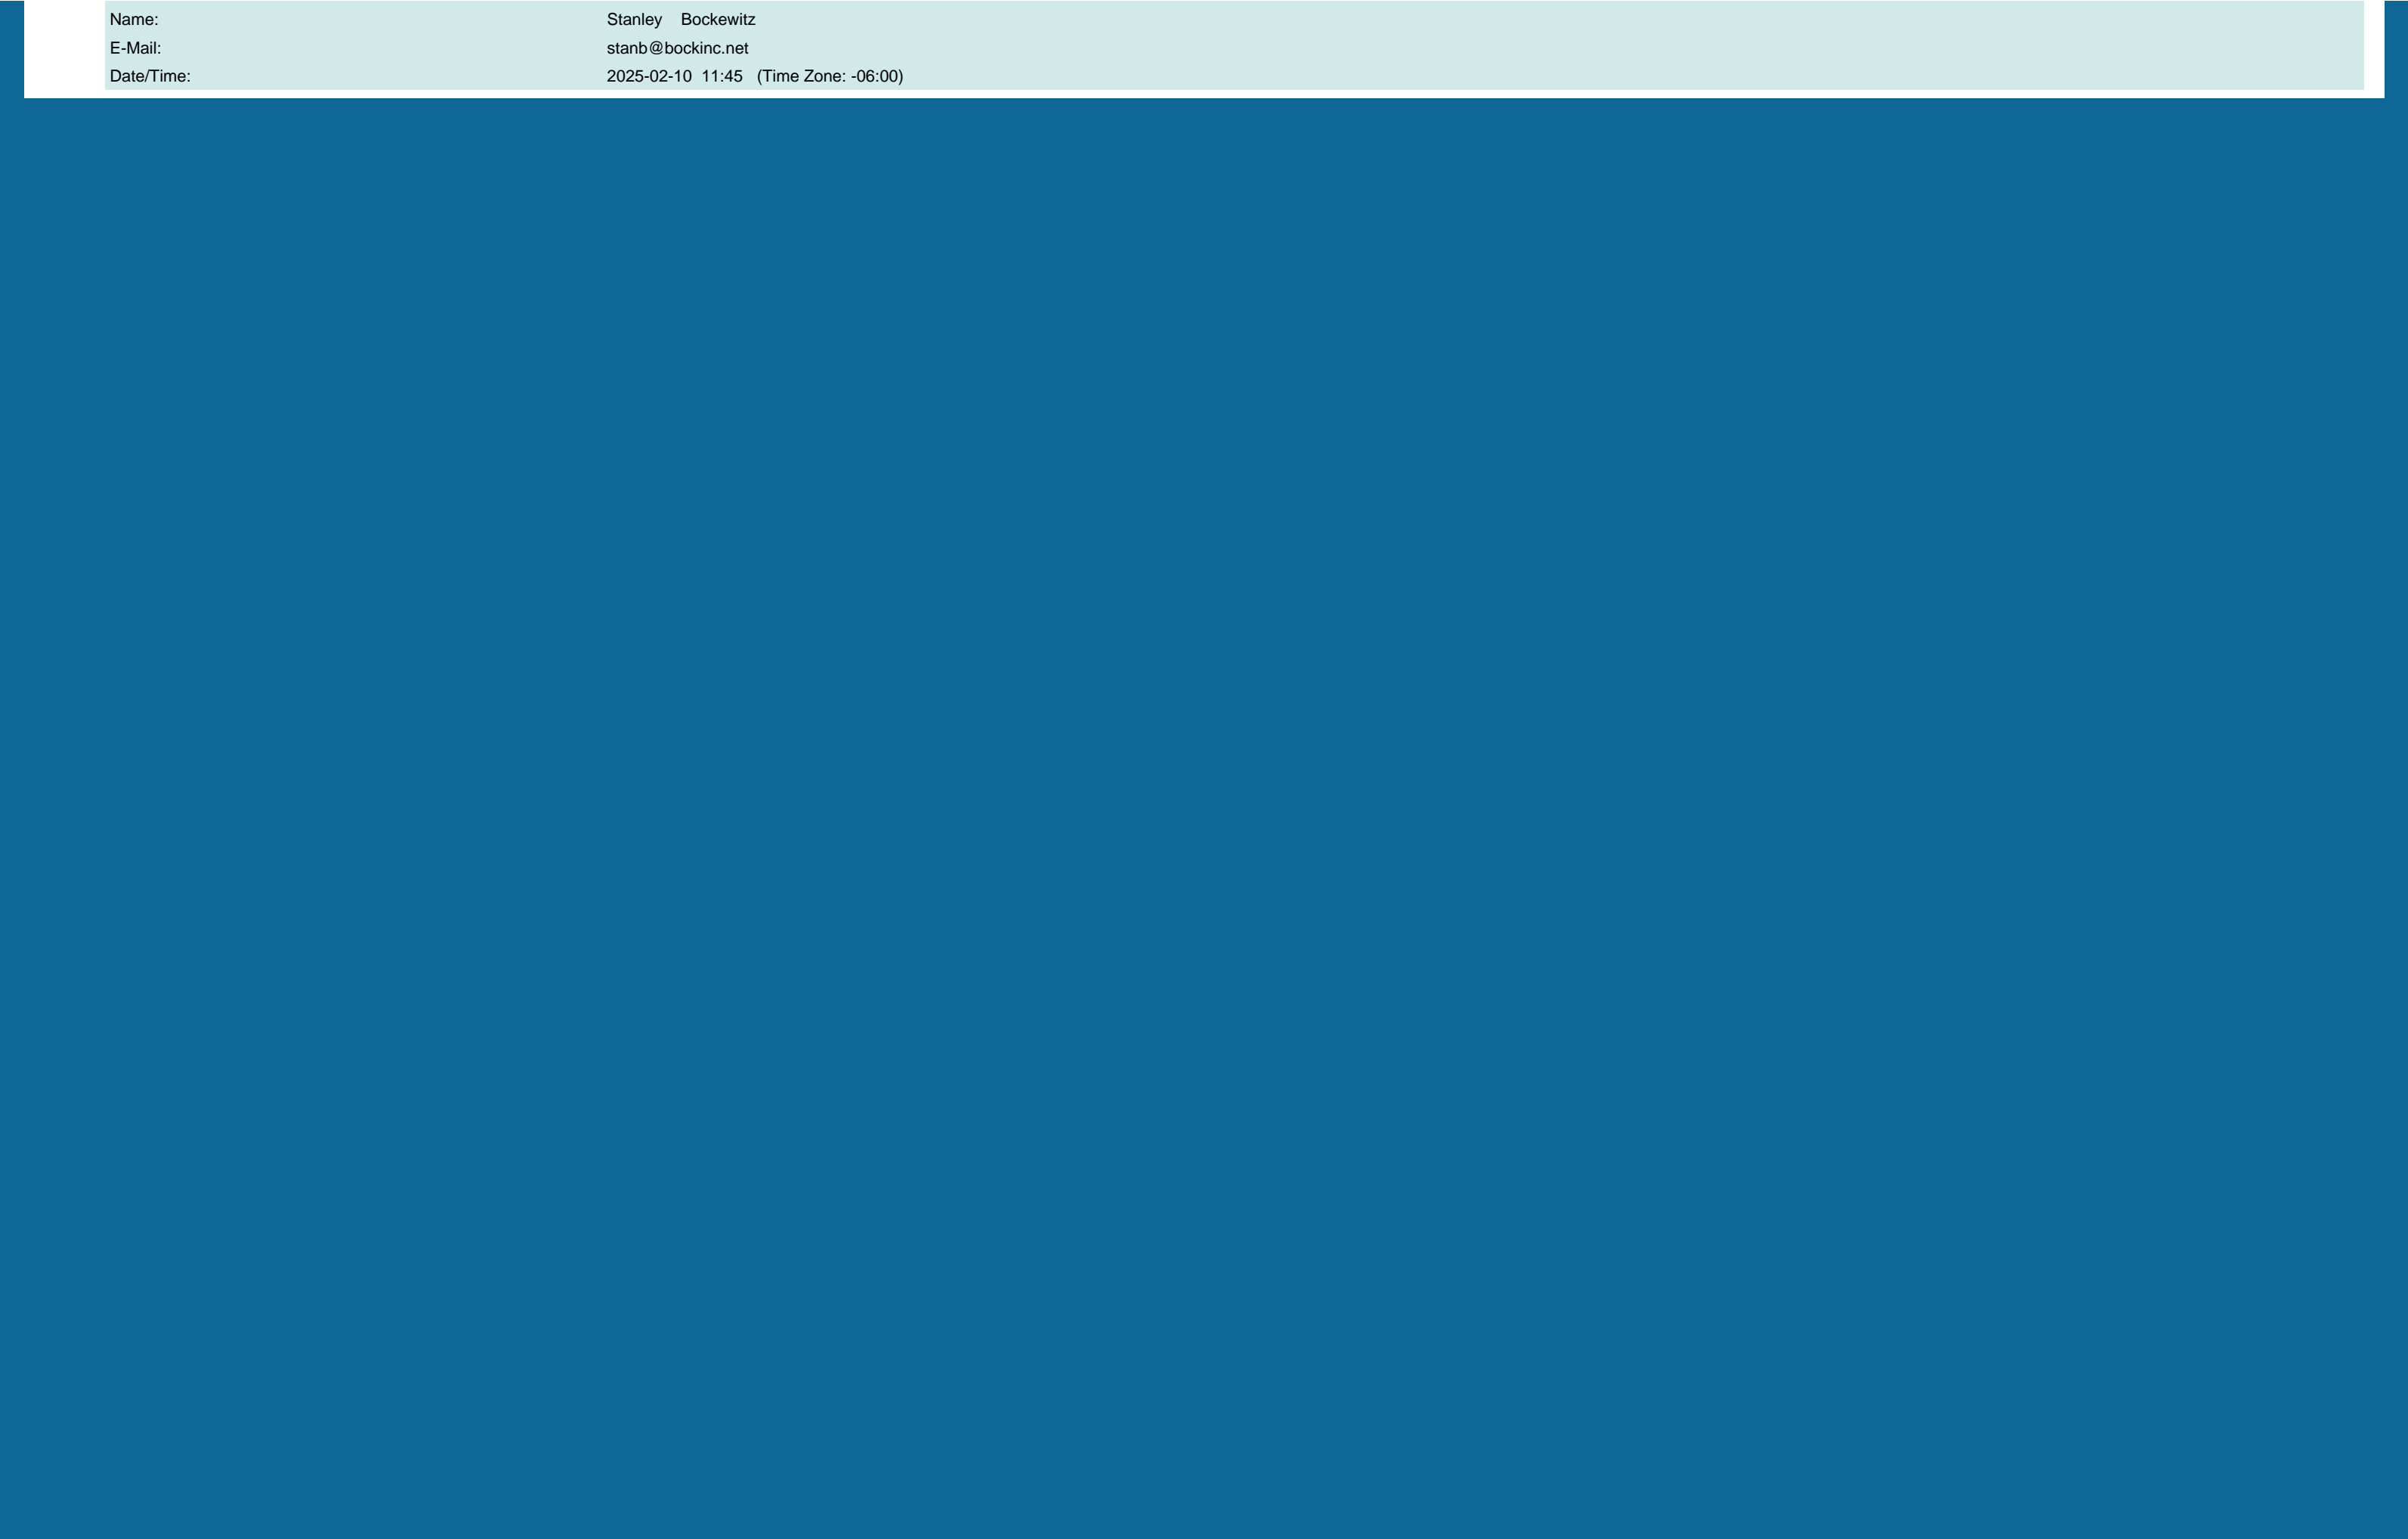 Name: Stanley Bockewitz
E-Mail: stanb@bockinc.net
Date/Time: 2025-02-10 11:45 (Time Zone: -06:00)